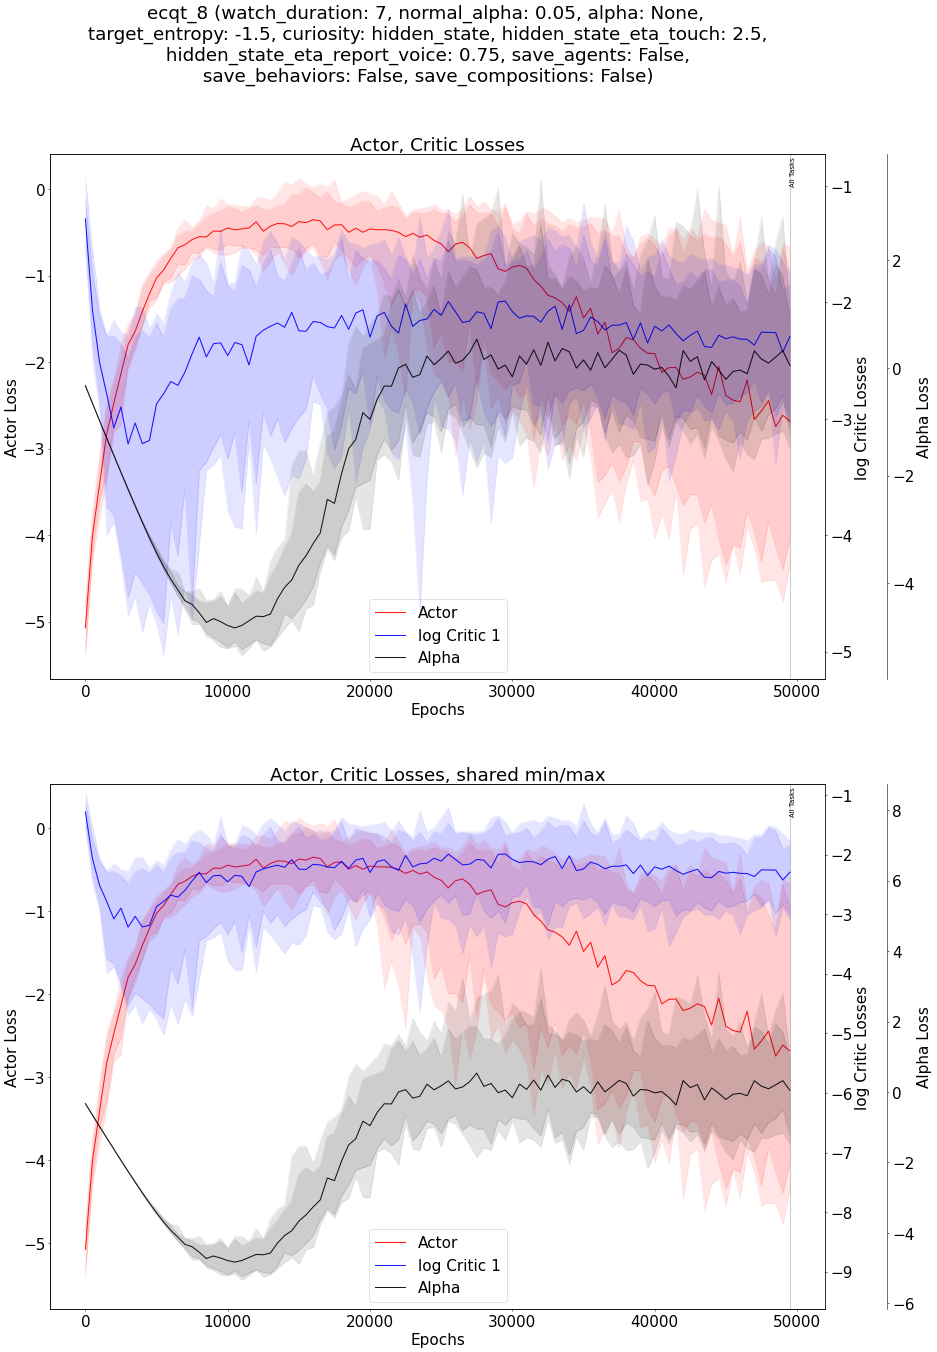 ecqt_8 (watch_duration: 7, normal_alpha: 0.05, alpha: None,
target_entropy: -1.5, curiosity: hidden_state, hidden_state_eta_touch: 2.5,
hidden_state_eta_report_voice: 0.75, save_agents: False,
save_behaviors: False, save_compositions: False)
Actor, Critic Losses
All Tasks
0
−1
−2
−3
−4
−5
Actor Loss
−1
−2
−3
−4
−5
log Critic Losses
2
0
−2
−4
Alpha Loss
Actor
log Critic 1
Alpha
0
10000
20000
30000
40000
50000
Epochs
Actor, Critic Losses, shared min/max
All Tasks
0
−1
−2
−3
−4
−5
Actor Loss
−1
−2
−3
−4
−5
−6
−7
−8
−9
log Critic Losses
8
6
4
2
0
−2
−4
−6
Alpha Loss
Actor
log Critic 1
Alpha
0
10000
20000
30000
40000
50000
Epochs